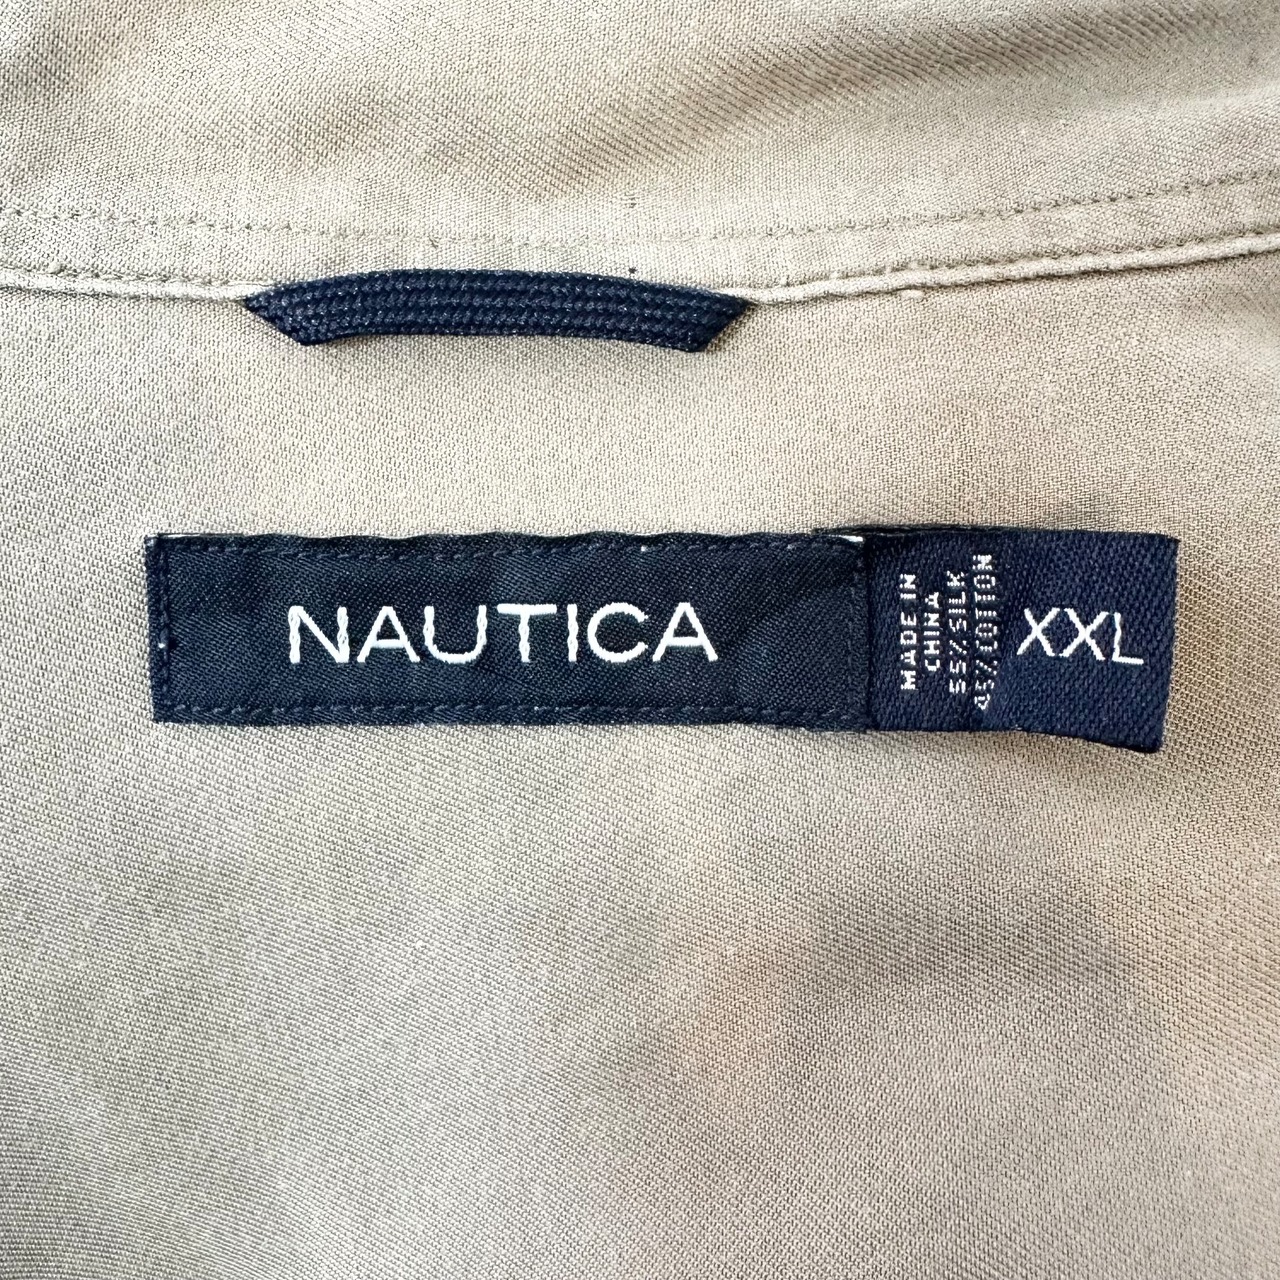 NAUTICA
MADE IN
CHINA
55% SILK
45% COTTON
XXL